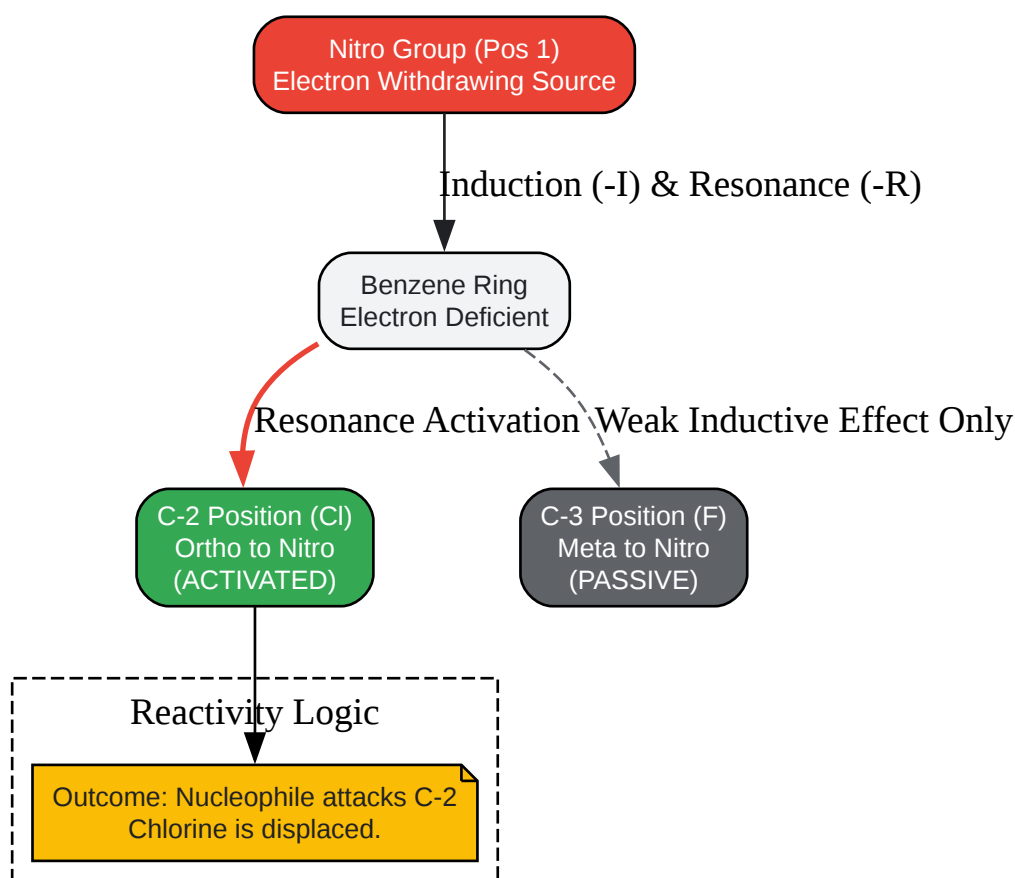 Nitro Group (Pos 1)
Electron Withdrawing Source
Induction (-I) & Resonance (-R)
Benzene Ring
Electron Deficient
Resonance Activation
Weak Inductive Effect Only
C-2 Position (Cl)
Ortho to Nitro
(ACTIVATED)
C-3 Position (F)
Meta to Nitro
(PASSIVE)
Reactivity Logic
Outcome: Nucleophile attacks C-2
Chlorine is displaced.